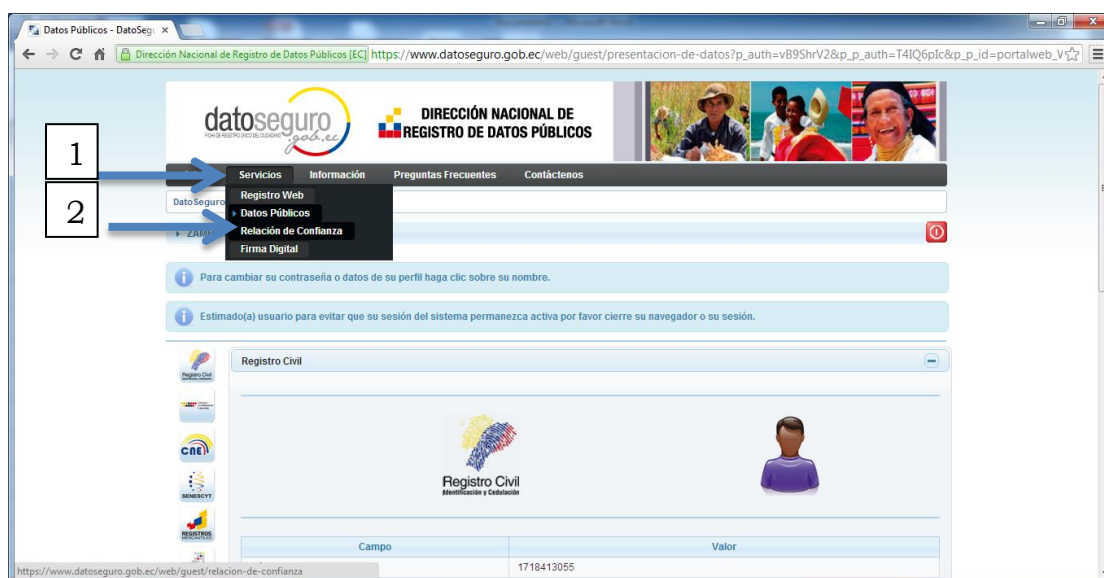 Datos Públicos - DatoSegu
Dirección Nacional de Registro de Datos Públicos [EC] https://www.datoseguro.gob.ec/web/guest/presentacion-de-datos?p_auth=vB9ShrV2&p_p_auth=T4IQ6pIc&p_p_id=portalweb_V
datoseguro
.gob.ec
DIRECCIÓN NACIONAL DE
REGISTRO DE DATOS PÚBLICOS
1
Servicios Información Preguntas Frecuentes Contáctenos
2
DatoSeguro
Registro Web
Datos Públicos
Relación de Confianza
Firma Digital
Para cambiar su contraseña o datos de su perfil haga clic sobre su nombre.
Estimado(a) usuario para evitar que su sesión del sistema permanezca activa por favor cierre su navegador o su sesión.
Registro Civil
Registro Civil
CNE
SENESCYT
REGISTROS
MERCANTILES
Registro Civil
Identificación y Cedulación
Campo Valor
1718413055
https://www.datoseguro.gob.ec/web/guest/relacion-de-confianza